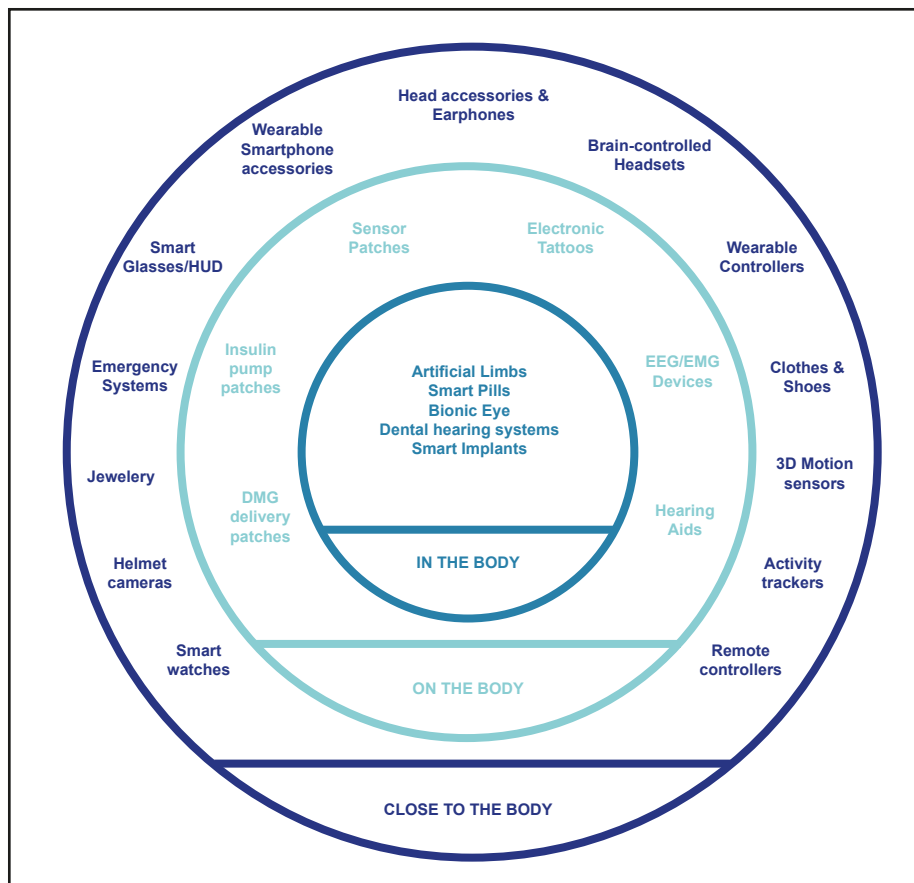 Head accessories &
Earphones
Wearable
Smartphone
accessories
Brain-controlled
Headsets
Sensor
Patches
Electronic
Tattoos
Smart
Glasses/HUD
Wearable
Controllers
Insulin
pump
patches
EEG/EMG
Devices
Emergency
Systems
Clothes &
Shoes
Artificial Limbs
Smart Pills
Bionic Eye
Dental hearing systems
Smart Implants
Jewelery
3D Motion
sensors
DMG
delivery
patches
Hearing
Aids
Helmet
cameras
IN THE BODY
Activity
trackers
Smart
watches
Remote
controllers
ON THE BODY
CLOSE TO THE BODY